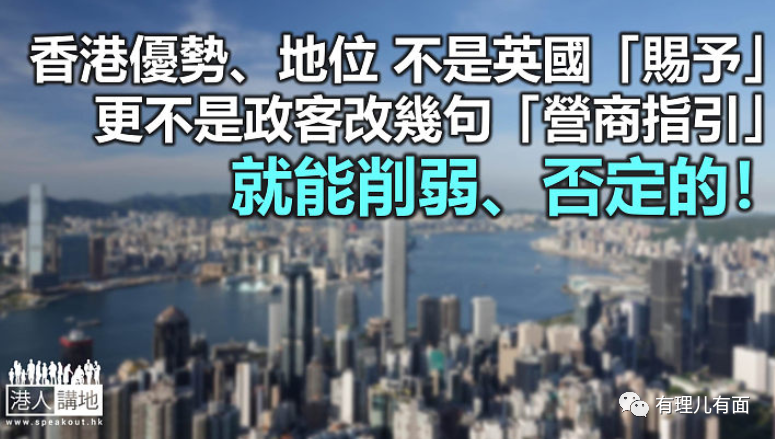 香港優勢、地位 不是英國「賜予」
更不是政客改幾句「營商指引」
就能削弱、否定的！
港人講地
www.speakout.hk
有理儿有面